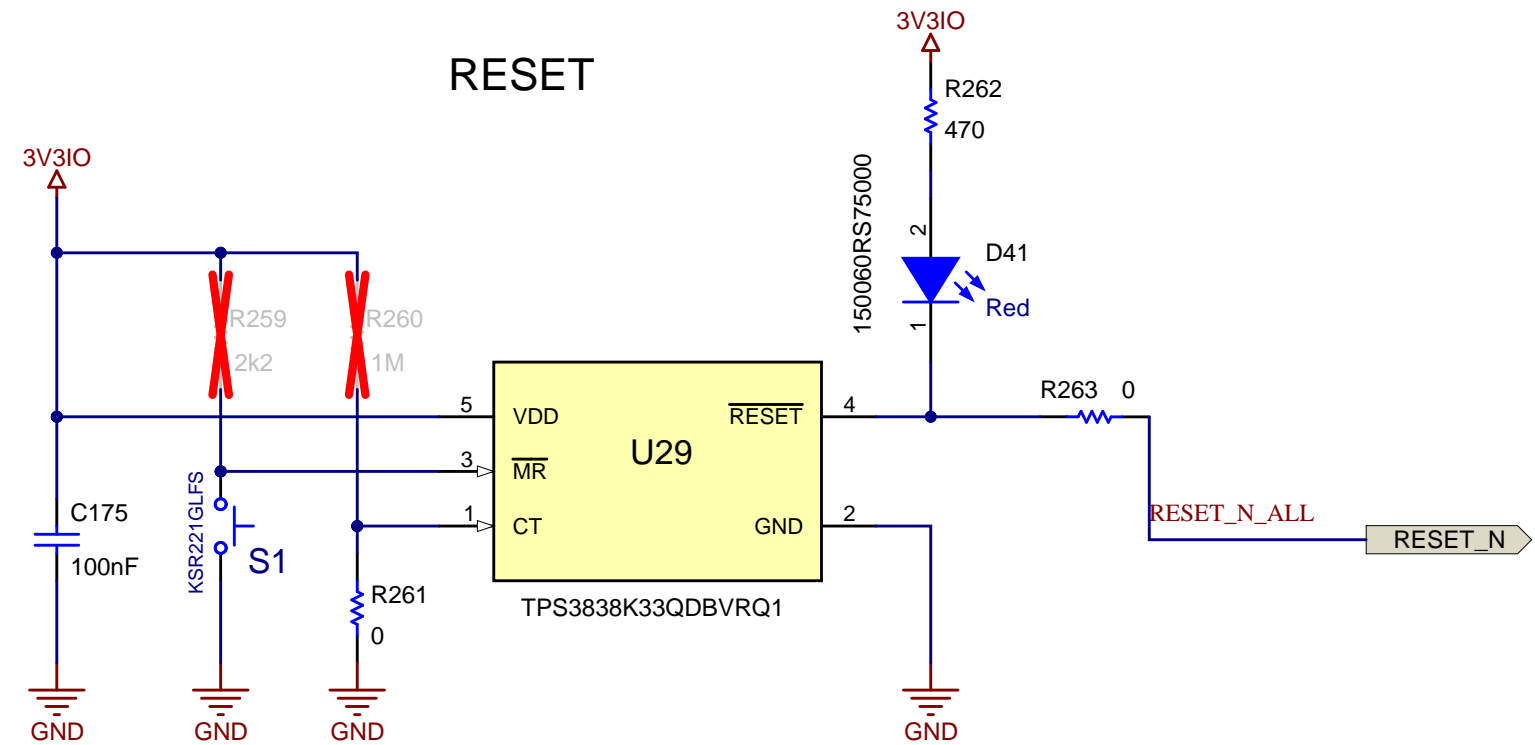 3V3IO
RESET
R262
470
3V3IO
150060RS75000
2
D41
Red
1
R259
2k2
R260
1M
5
VDD
RESET
4
R263 0
U29
3
MR
KSR221GLFS
C175
100nF
S1
1
CT
GND
2
RESET_N_ALL
RESET_N
R261
0
TPS3838K33QDBVRQ1
GND
GND
GND
GND